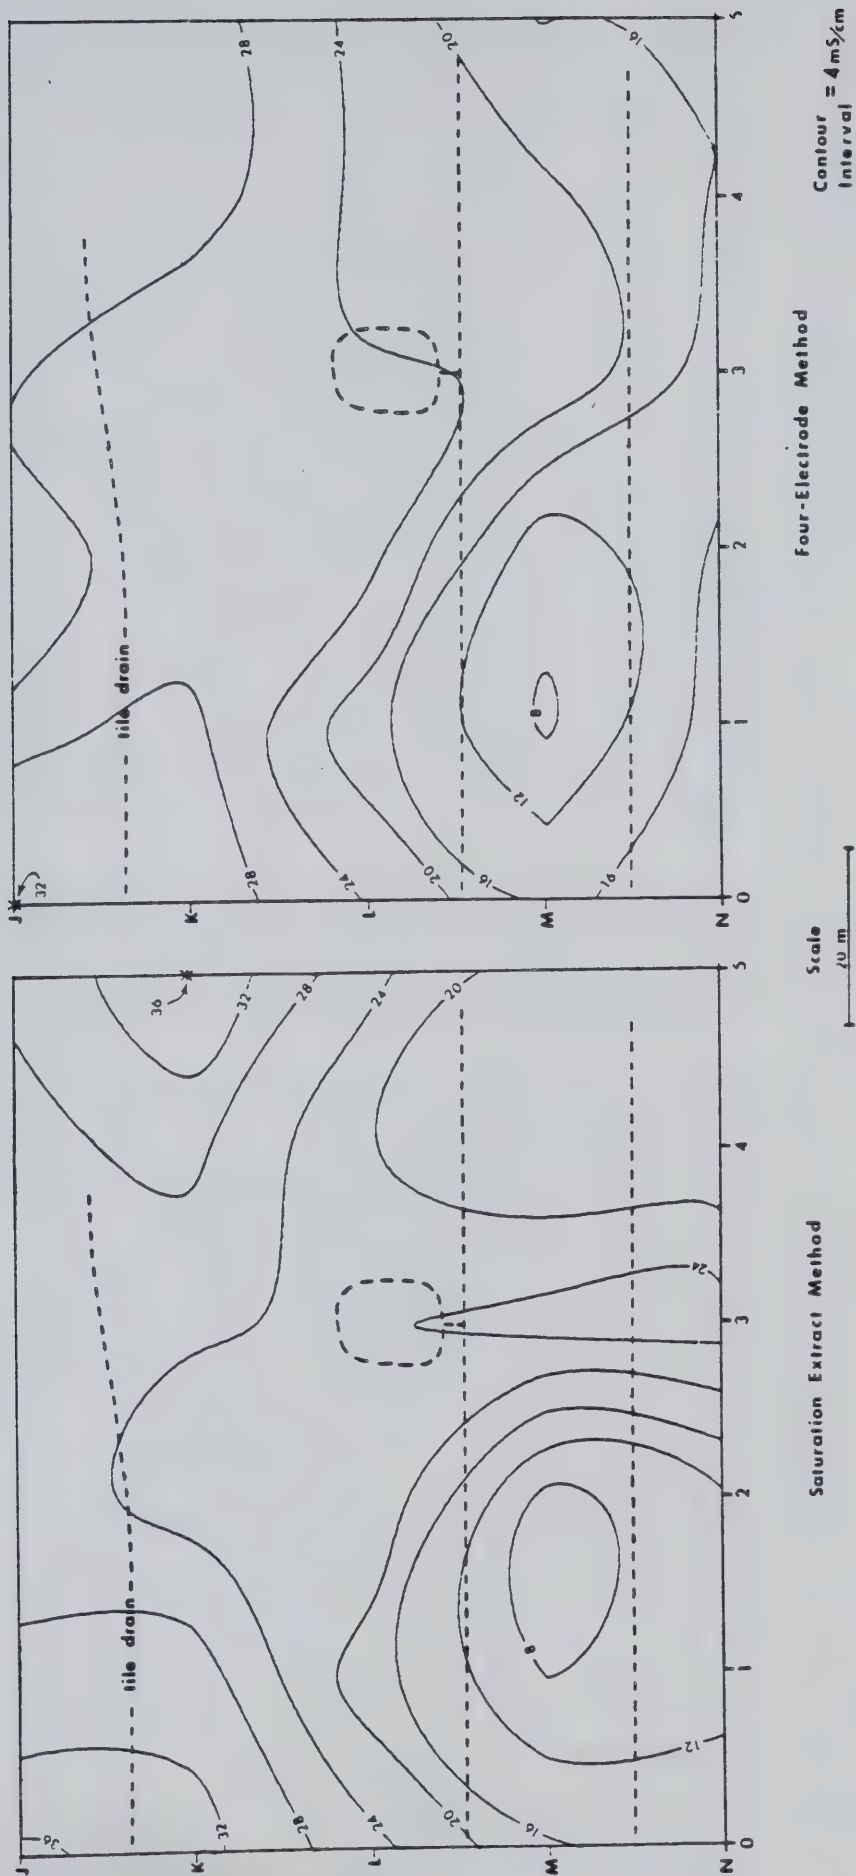 J
K
L
M
N
0
1
2
3
4
5
36
32
28
24
20
16
12
8
24
20
24
28
32
36
tile drain
Saturation Extract Method
Scale
20 m
J
K
L
M
N
0
1
2
3
4
5
32
28
24
20
16
16
12
8
28
24
20
16
tile drain
Four-Electrode Method
Contour Interval = 4 mS/cm